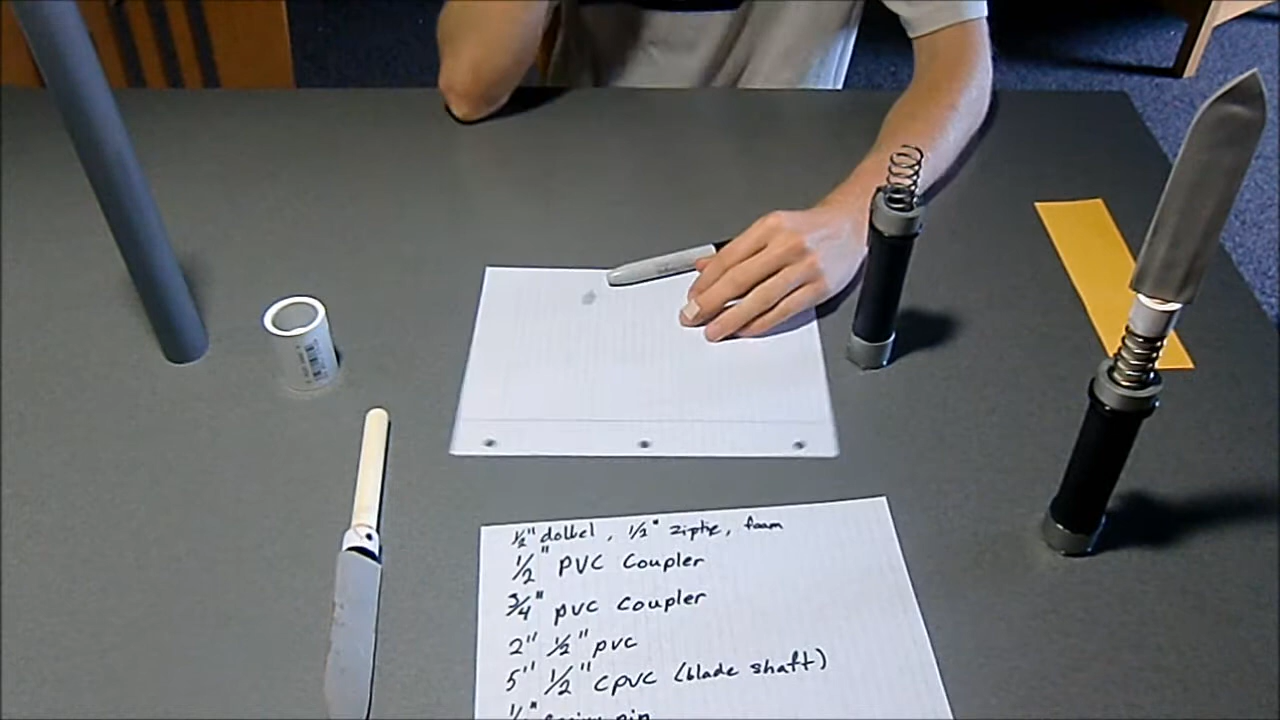 1/2" dolbel, 1/2" ziptie, foam
1/2" PVC Coupler
3/4" pvc coupler
2" 1/2" pvc
5" 1/2" CPVC (blade shaft)